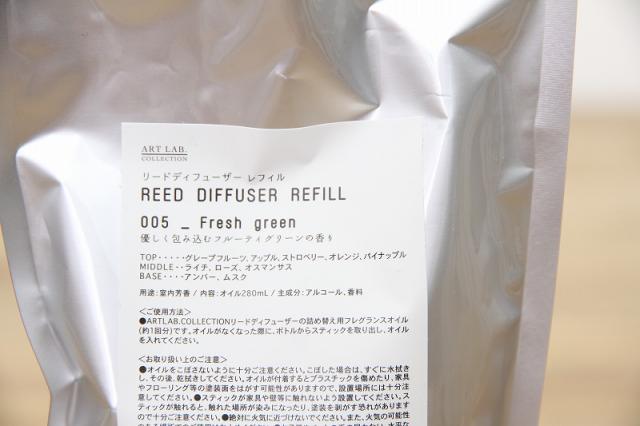 ART LAB.
COLLECTION
リードディフューザー レフィル
REED DIFFUSER REFILL
005 _ Fresh green
優しく包み込むフルーティグリーンの香り
TOP･････グレープフルーツ、アップル、ストロベリー、オレンジ、パイナップル
MIDDLE･･ライチ、ローズ、オスマンサス
BASE････アンバー、ムスク
用途:室内芳香 / 内容:オイル280mL / 主成分:アルコール、香料
<ご使用方法>
●ARTLAB.COLLECTIONリードディフューザーの詰め替え用フレグランスオイル
(約1回分)です。オイルがなくなった際に、ボトルからスティックを取り出し、オイル
を入れてください。
<お取り扱い上のご注意>
●オイルをこぼさないように十分ご注意ください。こぼした場合は、すぐに水拭き
し、その後、乾拭きしてください。オイルが付着するとプラスチックを傷めたり、家具
やフローリング等の塗装面をはがす可能性がありますので、設置場所には十分注
意してください。●スティックが家具や壁等に触れないよう設置してください。ス
ティックが触れると、触れた場所が染みになったり、塗装を剥がす恐れがあります
ので十分ご注意ください。●絶対に火気に近づけないでください。また、火気の可能性